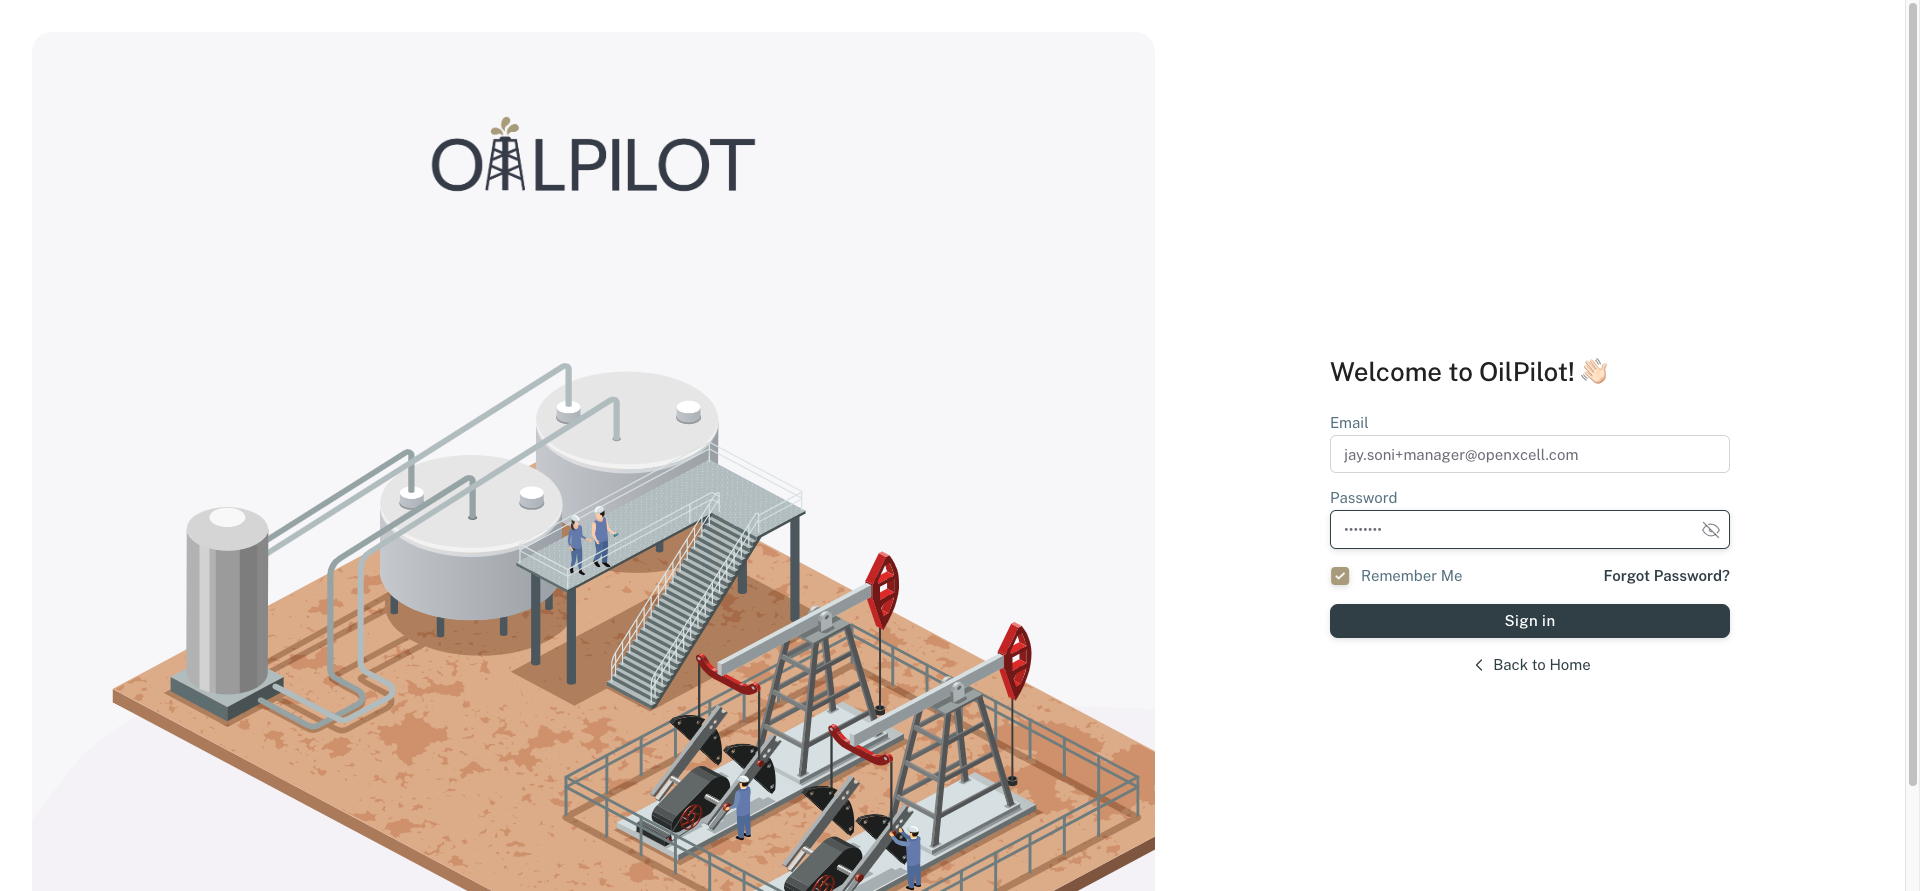 OILPILOT
Welcome to OilPilot! 👋🏻
Email
jay.soni+manager@openxcell.com
Password
••••••••
Remember Me
Forgot Password?
Sign in
Back to Home